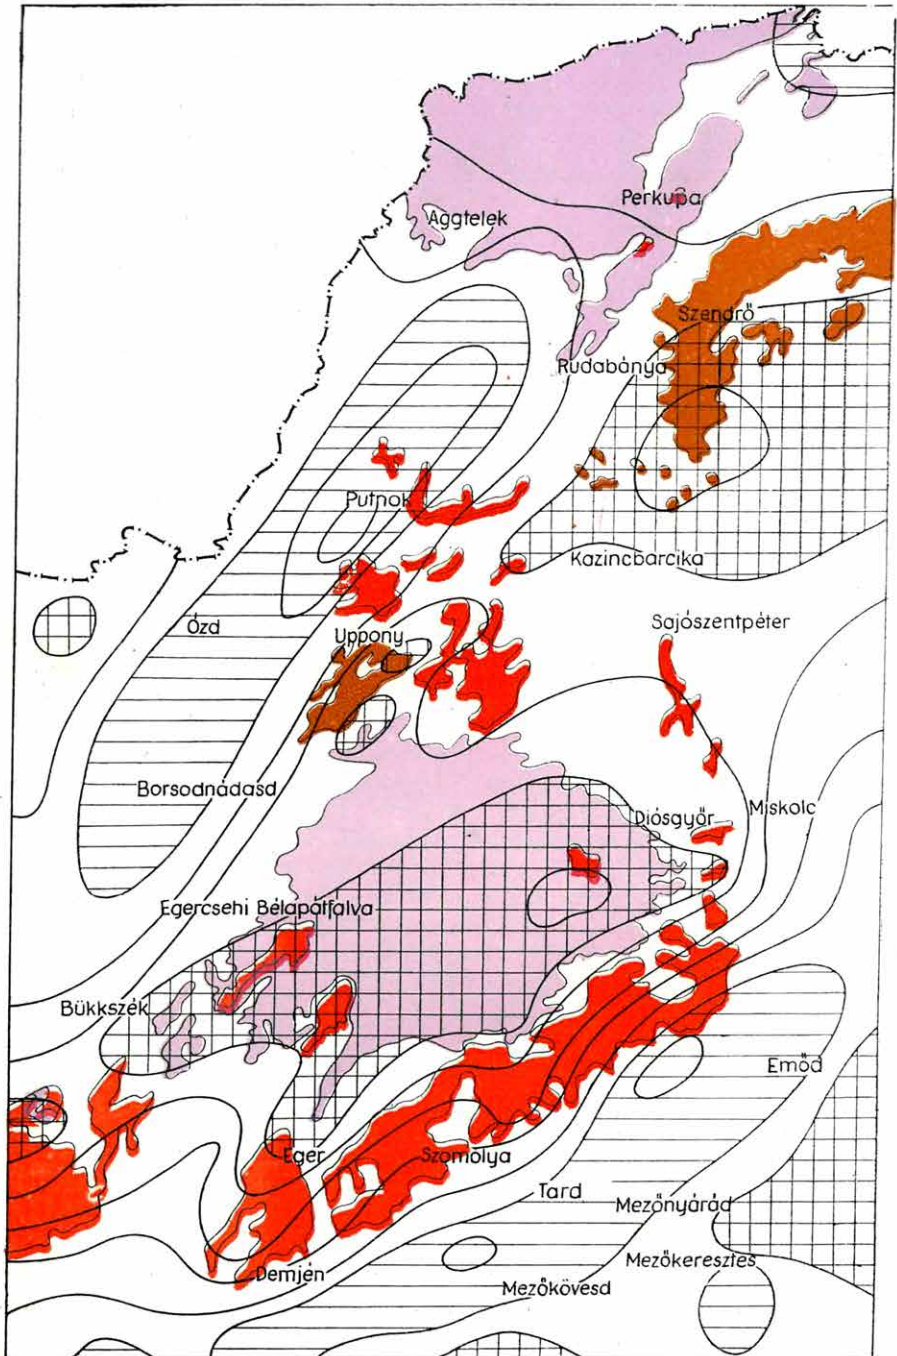 Perkupa
Aggtelek
Szendrő
Rudabánya
Putnok
Kazincbarcika
Ózd
Uppony
Sajószentpéter
Borsodnádasd
Miskolc
Diósgyőr
Egercsehi Bélapátfalva
Bükkszék
Emőd
Eger
Szomolya
Tard
Mezőnyárád
Mezőkeresztes
Demjén
Mezőkövesd